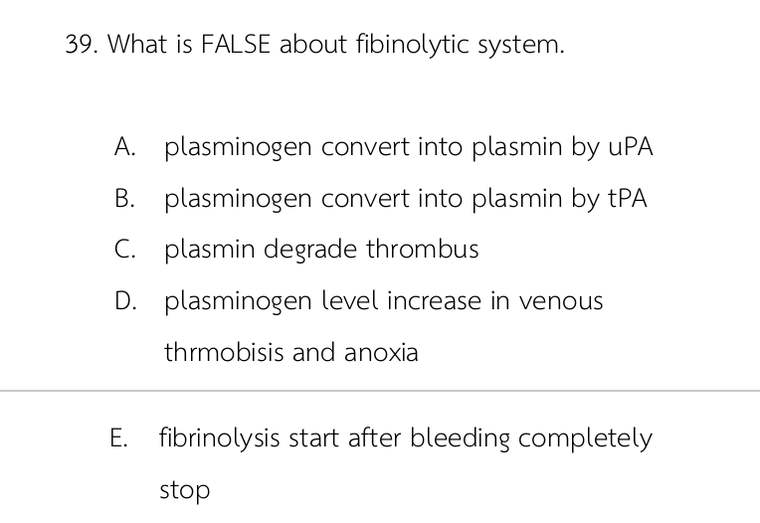 39. What is FALSE about fibinolytic system.
A. plasminogen convert into plasmin by uPA
B. plasminogen convert into plasmin by tPA
C. plasmin degrade thrombus
D. plasminogen level increase in venous
thrmobisis and anoxia
E. fibrinolysis start after bleeding completely
stop